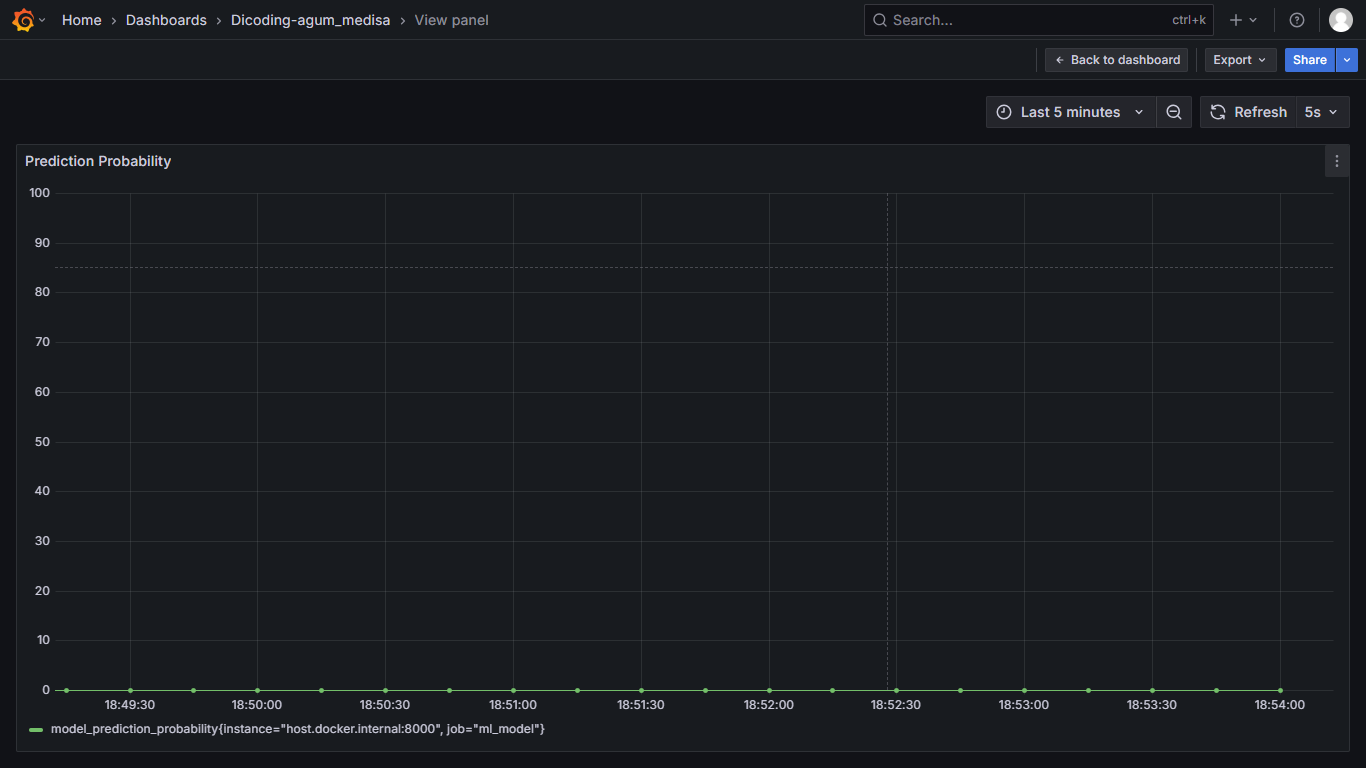 Home › Dashboards › Dicoding-agum_medisa › View panel Search... ctrl+k
Back to dashboard Export Share
Last 5 minutes Refresh 5s
Prediction Probability
100
90
80
70
60
50
40
30
20
10
0
18:49:30 18:50:00 18:50:30 18:51:00 18:51:30 18:52:00 18:52:30 18:53:00 18:53:30 18:54:00
model_prediction_probability{instance="host.docker.internal:8000", job="ml_model"}